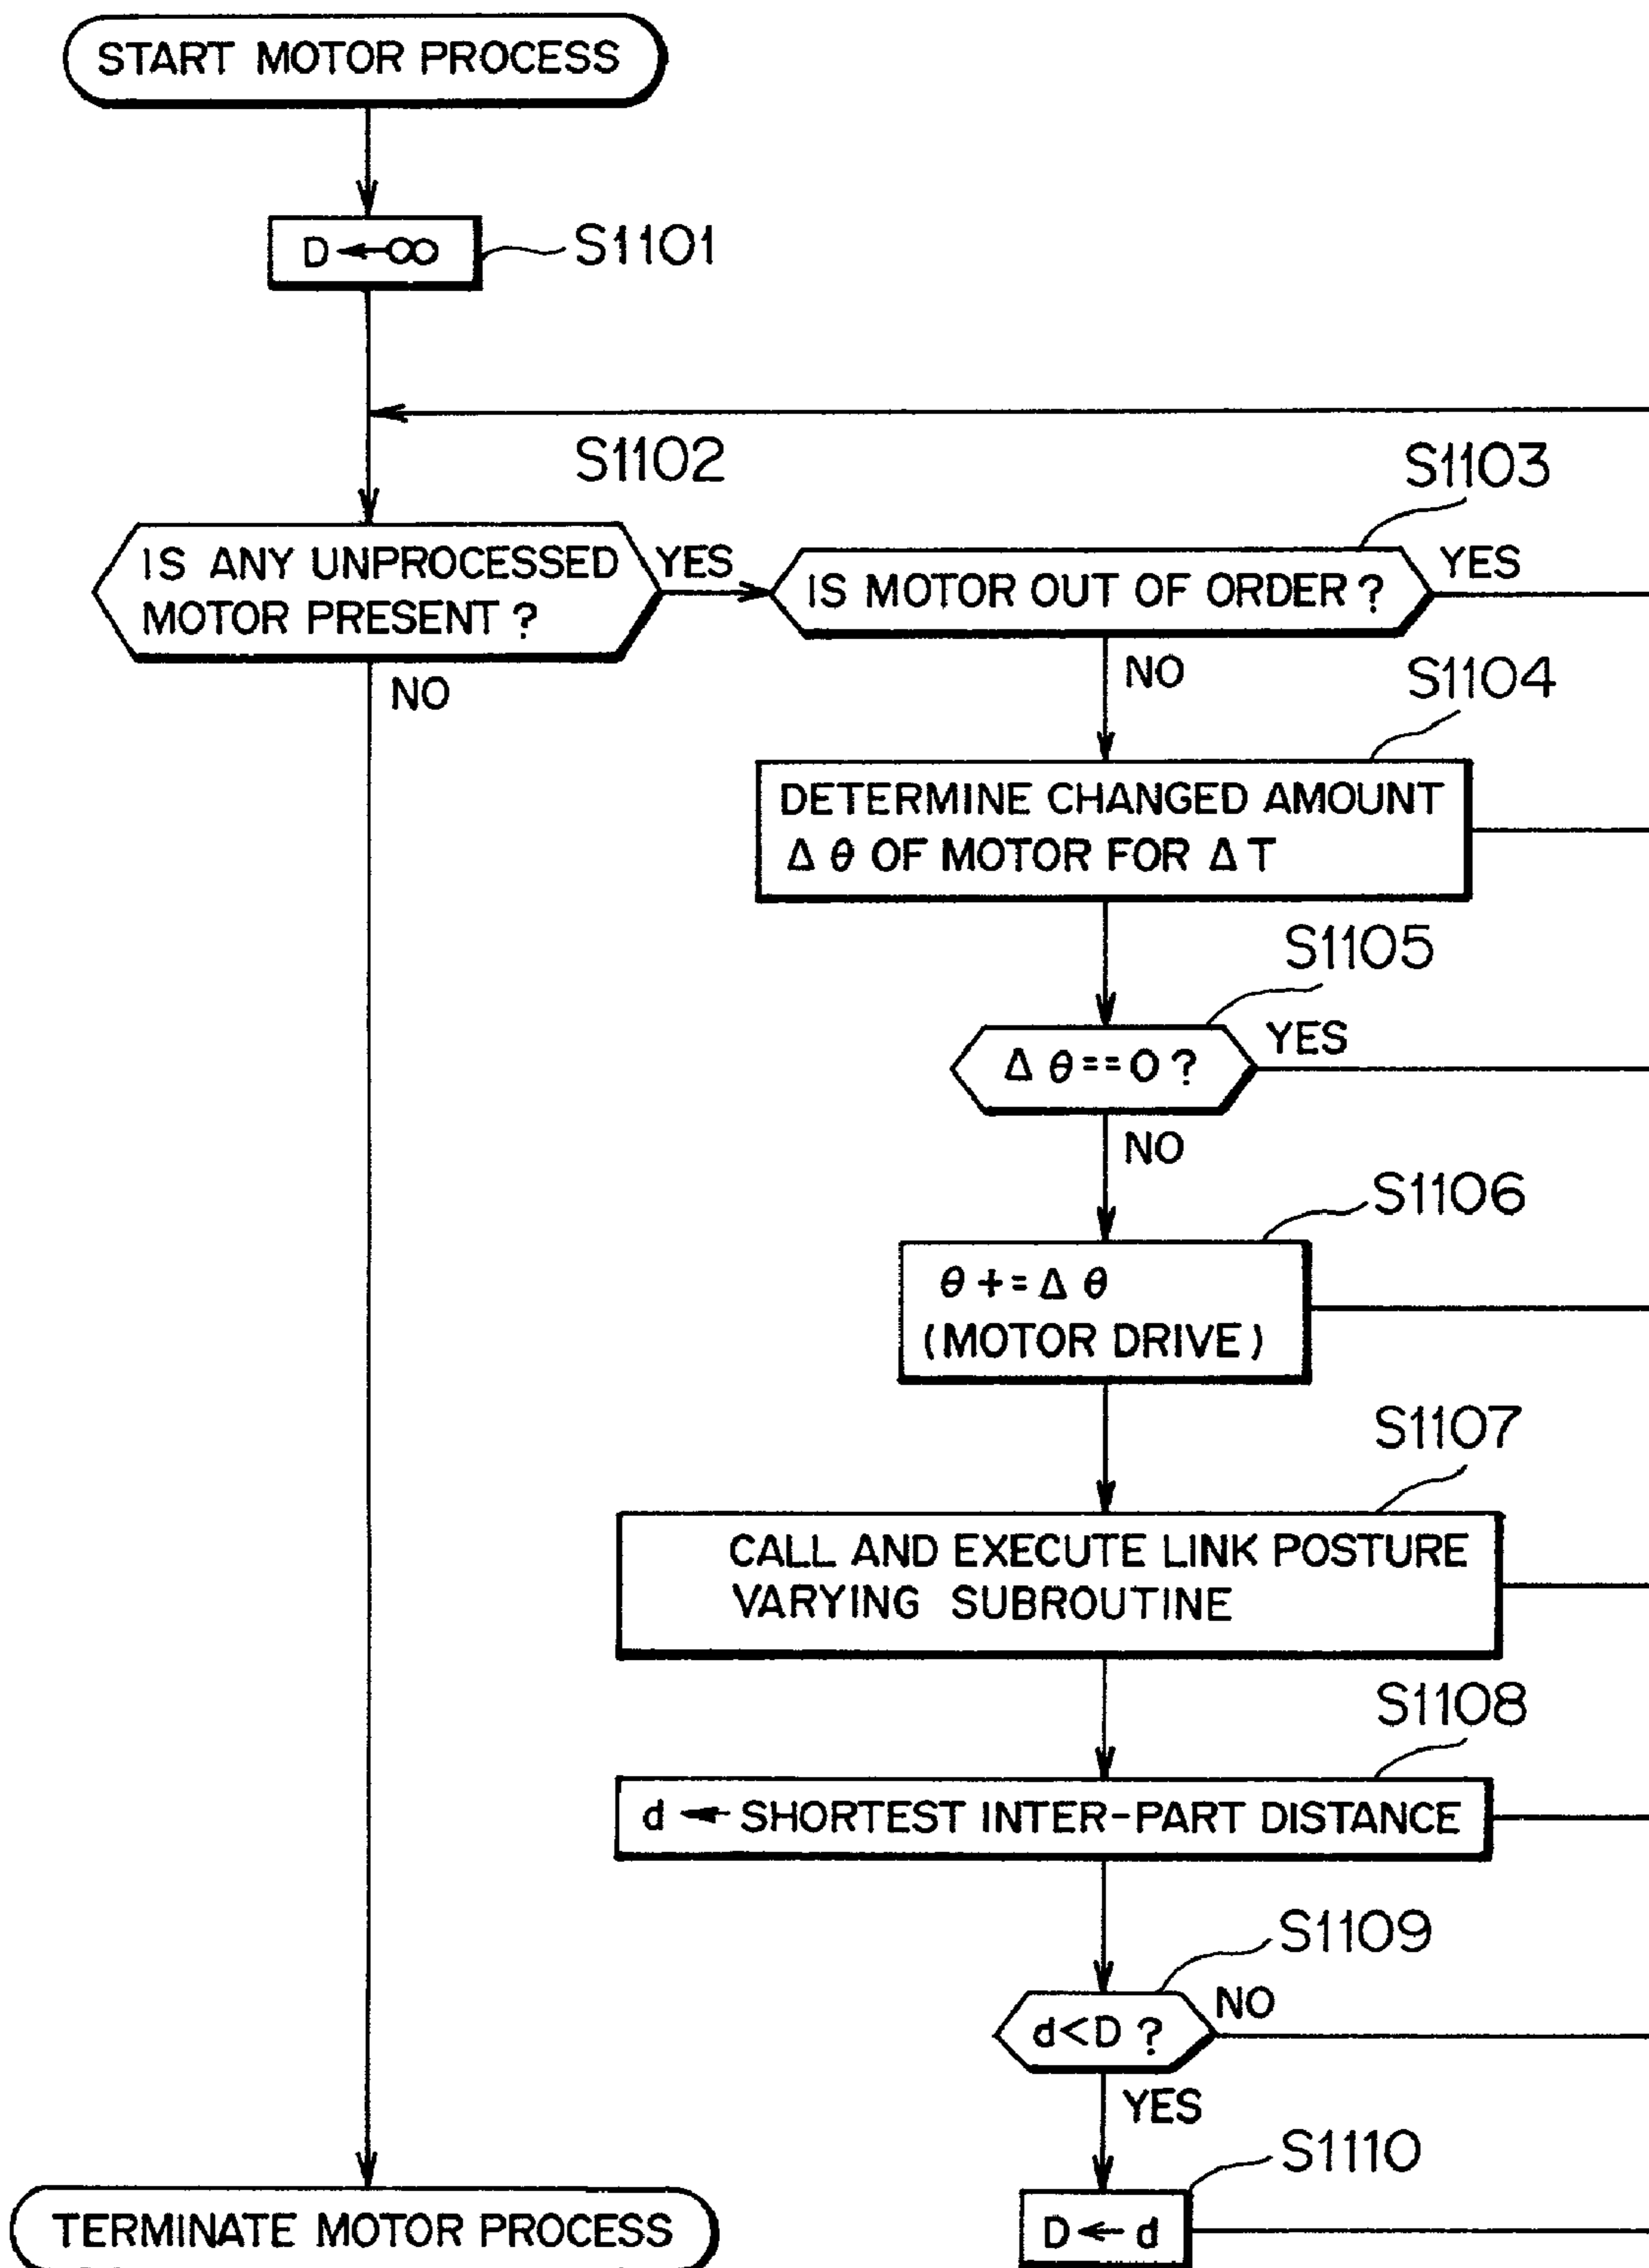 START MOTOR PROCESS
D←∞
S1101
S1102
IS ANY UNPROCESSED
MOTOR PRESENT?
YES
NO
S1103
IS MOTOR OUT OF ORDER?
YES
NO
S1104
DETERMINE CHANGED AMOUNT
Δθ OF MOTOR FOR ΔT
S1105
Δθ==0?
YES
NO
S1106
θ+=Δθ
(MOTOR DRIVE)
S1107
CALL AND EXECUTE LINK POSTURE
VARYING SUBROUTINE
S1108
d←SHORTEST INTER-PART DISTANCE
S1109
d<D?
NO
YES
S1110
D←d
TERMINATE MOTOR PROCESS